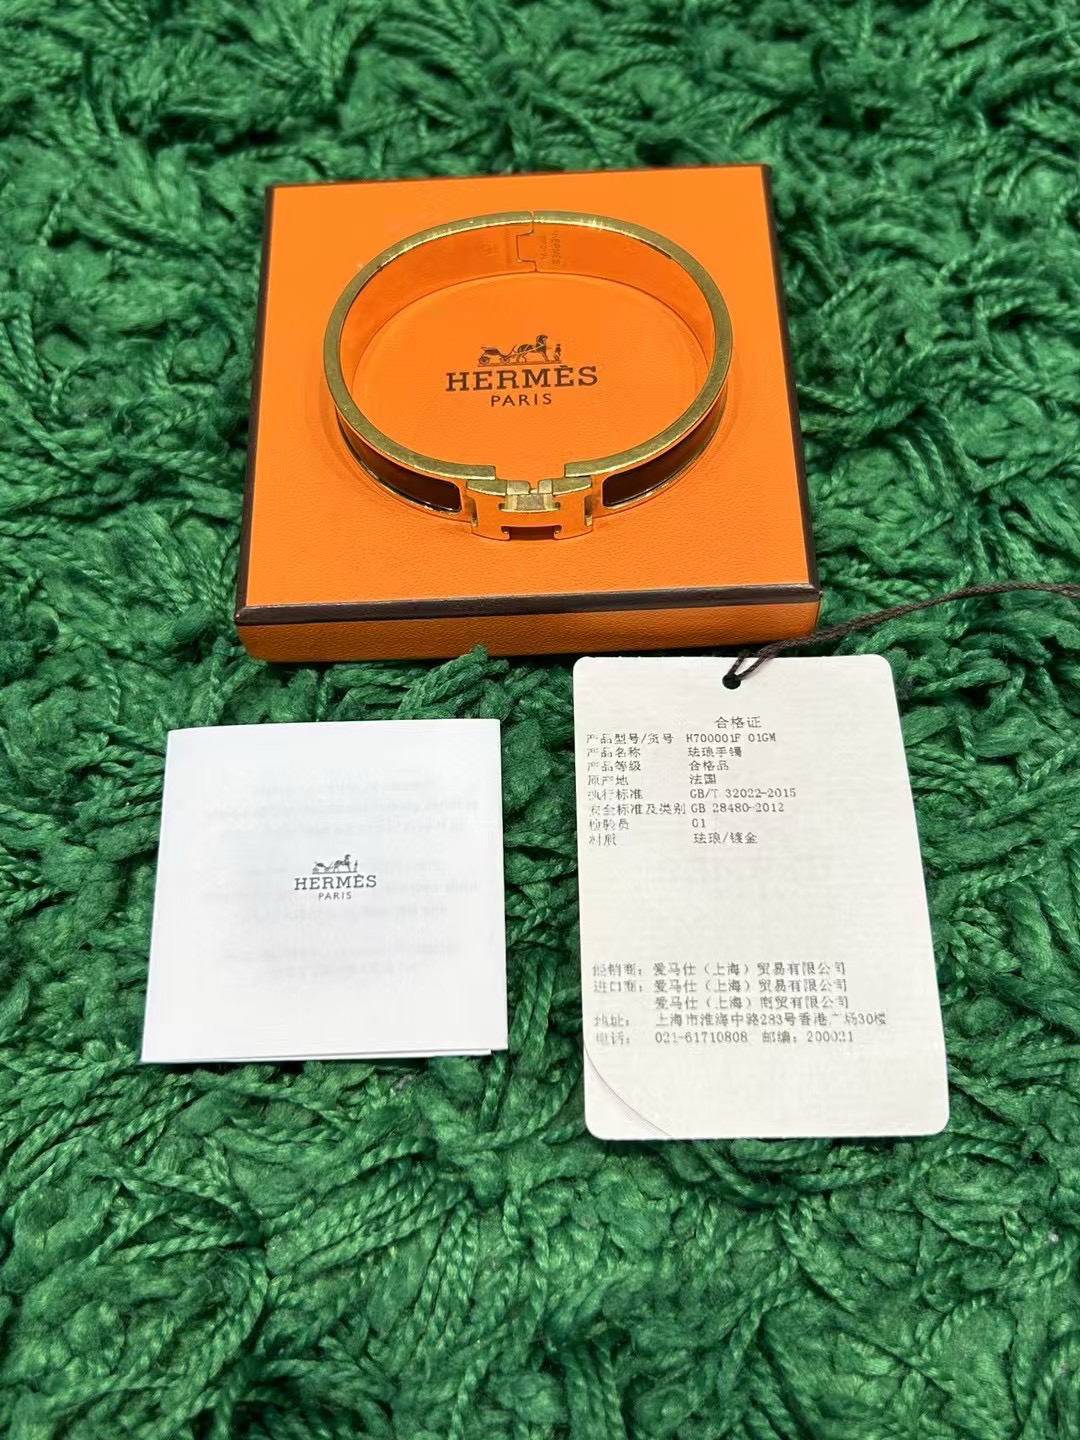 HERMES
HERMÈS
PARIS
HERMÈS
PARIS
合格证
产品型号/货号 H700001F 01GM
产品名称 珐琅手镯
产品等级 合格品
原产地 法国
执行标准 GB/T 32022-2015
安全标准及类别 GB 28480-2012
检验员 01
材质 珐琅/镀金
经销商: 爱马仕(上海)贸易有限公司
进口商: 爱马仕(上海)贸易有限公司
爱马仕(上海)商贸有限公司
地址: 上海市淮海中路283号香港广场30楼
电话: 021-61710808 邮编: 200021